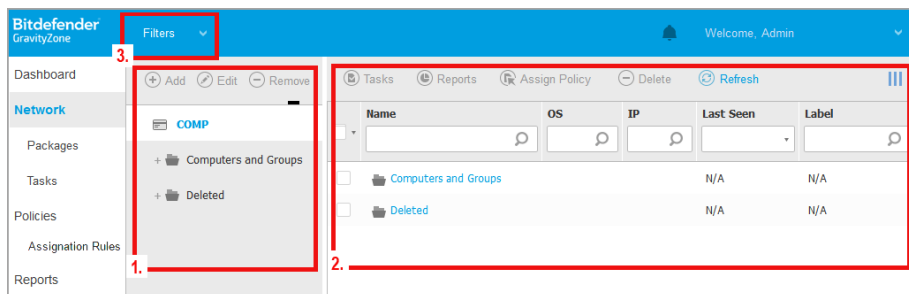 Bitdefender
GravityZone
Filters
Welcome, Admin
3.
Dashboard
Network
Packages
Tasks
Policies
Assignation Rules
Reports
Add Edit Remove
COMP
+ Computers and Groups
+ Deleted
1.
Tasks Reports Assign Policy Delete Refresh
Name OS IP Last Seen Label
Computers and Groups N/A N/A
Deleted N/A N/A
2.